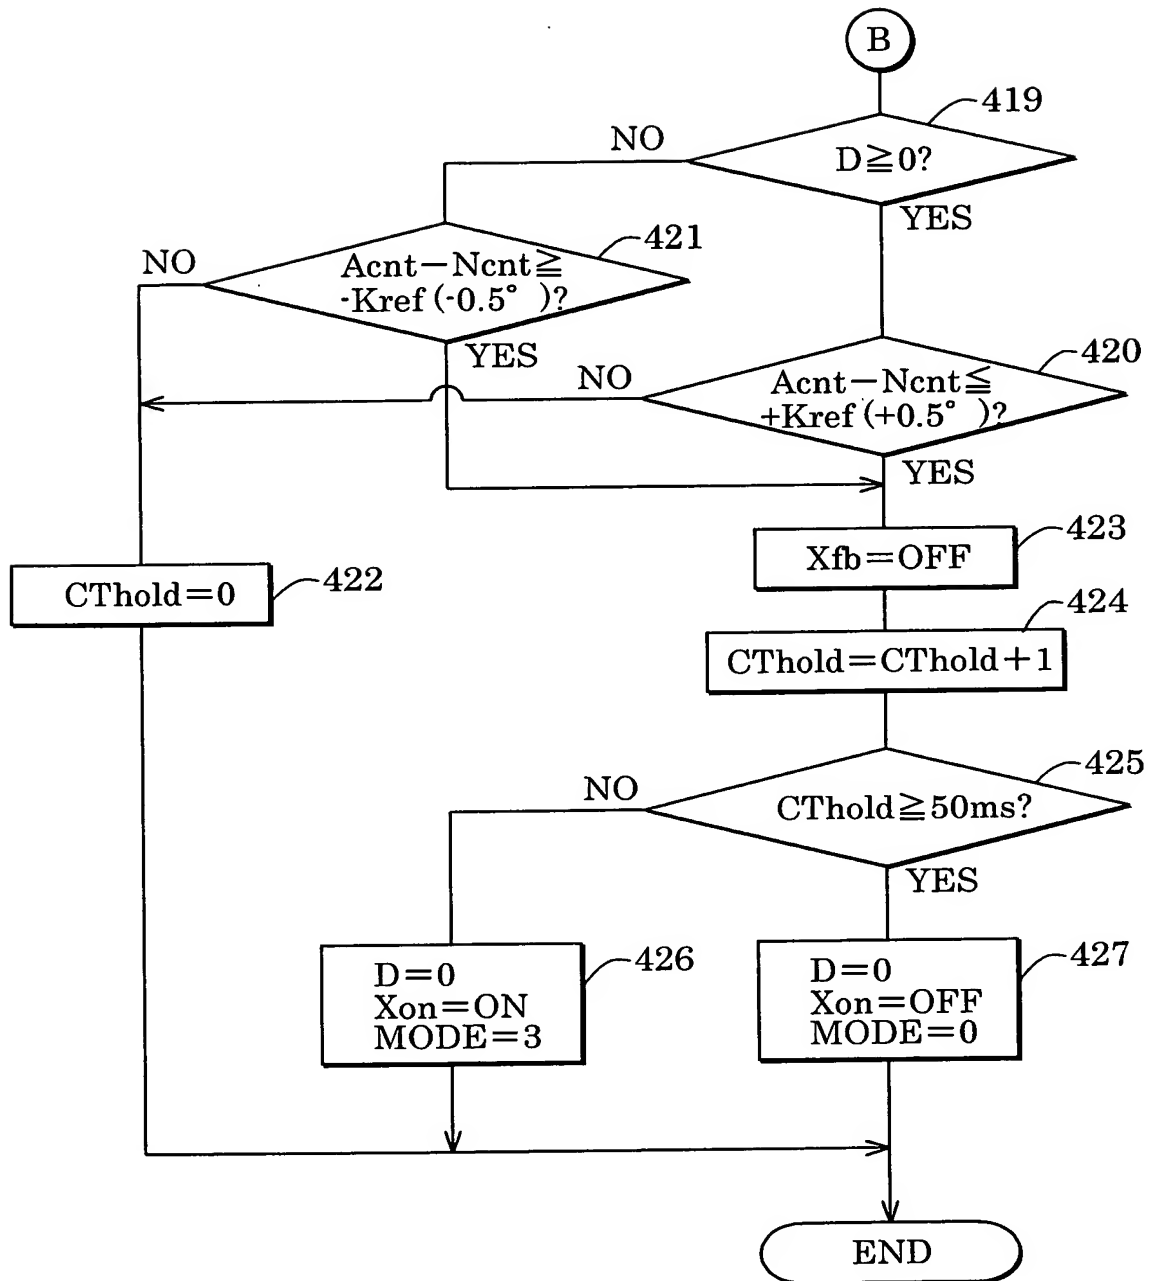 B
419
NO
D≧0?
YES
421
NO
Acnt－Ncnt≧
-Kref (-0.5° )?
YES
420
NO
Acnt－Ncnt≦
+Kref (+0.5° )?
YES
423
Xfb=OFF
422
CThold=0
424
CThold=CThold+1
425
NO
CThold≧50ms?
YES
426
D=0
Xon=ON
MODE=3
427
D=0
Xon=OFF
MODE=0
END